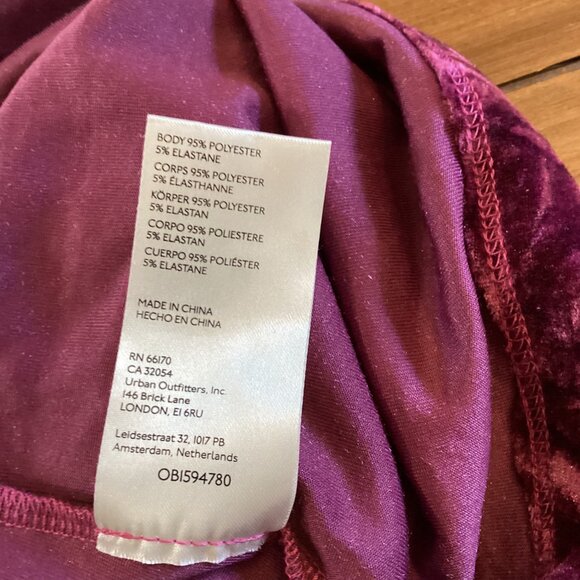 BODY 95% POLYESTER
5% ELASTANE
CORPS 95% POLYESTER
5% ÉLASTHANNE
KÖRPER 95% POLYESTER
5% ELASTAN
CORPO 95% POLIESTERE
5% ELASTAN
CUERPO 95% POLIÉSTER
5% ELASTANE
MADE IN CHINA
HECHO EN CHINA
RN 66170
CA 32054
Urban Outfitters, Inc.
146 Brick Lane
LONDON, E1 6RU
Leidsestraat 32, 1017 PB
Amsterdam, Netherlands
OB1594780